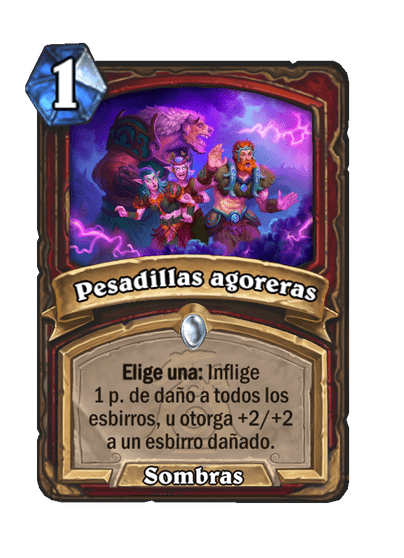 1
Pesadillas agoreras
Elige una: Inflige
1 p. de daño a todos los
esbirros, u otorga +2/+2
a un esbirro dañado.
Sombras